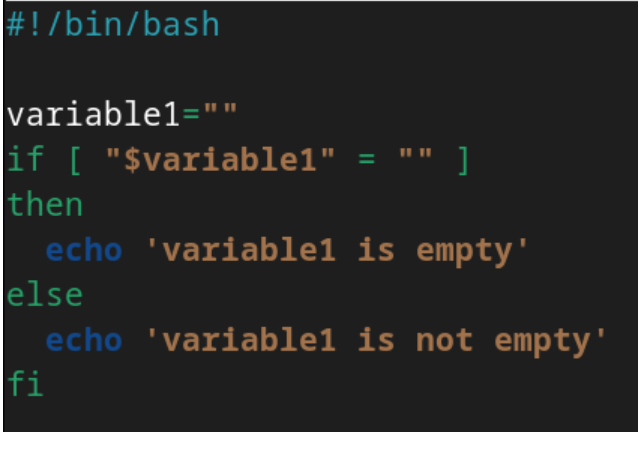 #!/bin/bash
variable1=""
if [ "$variable1" = "" ]
then
echo 'variable1 is empty'
else
echo 'variable1 is not empty'
fi